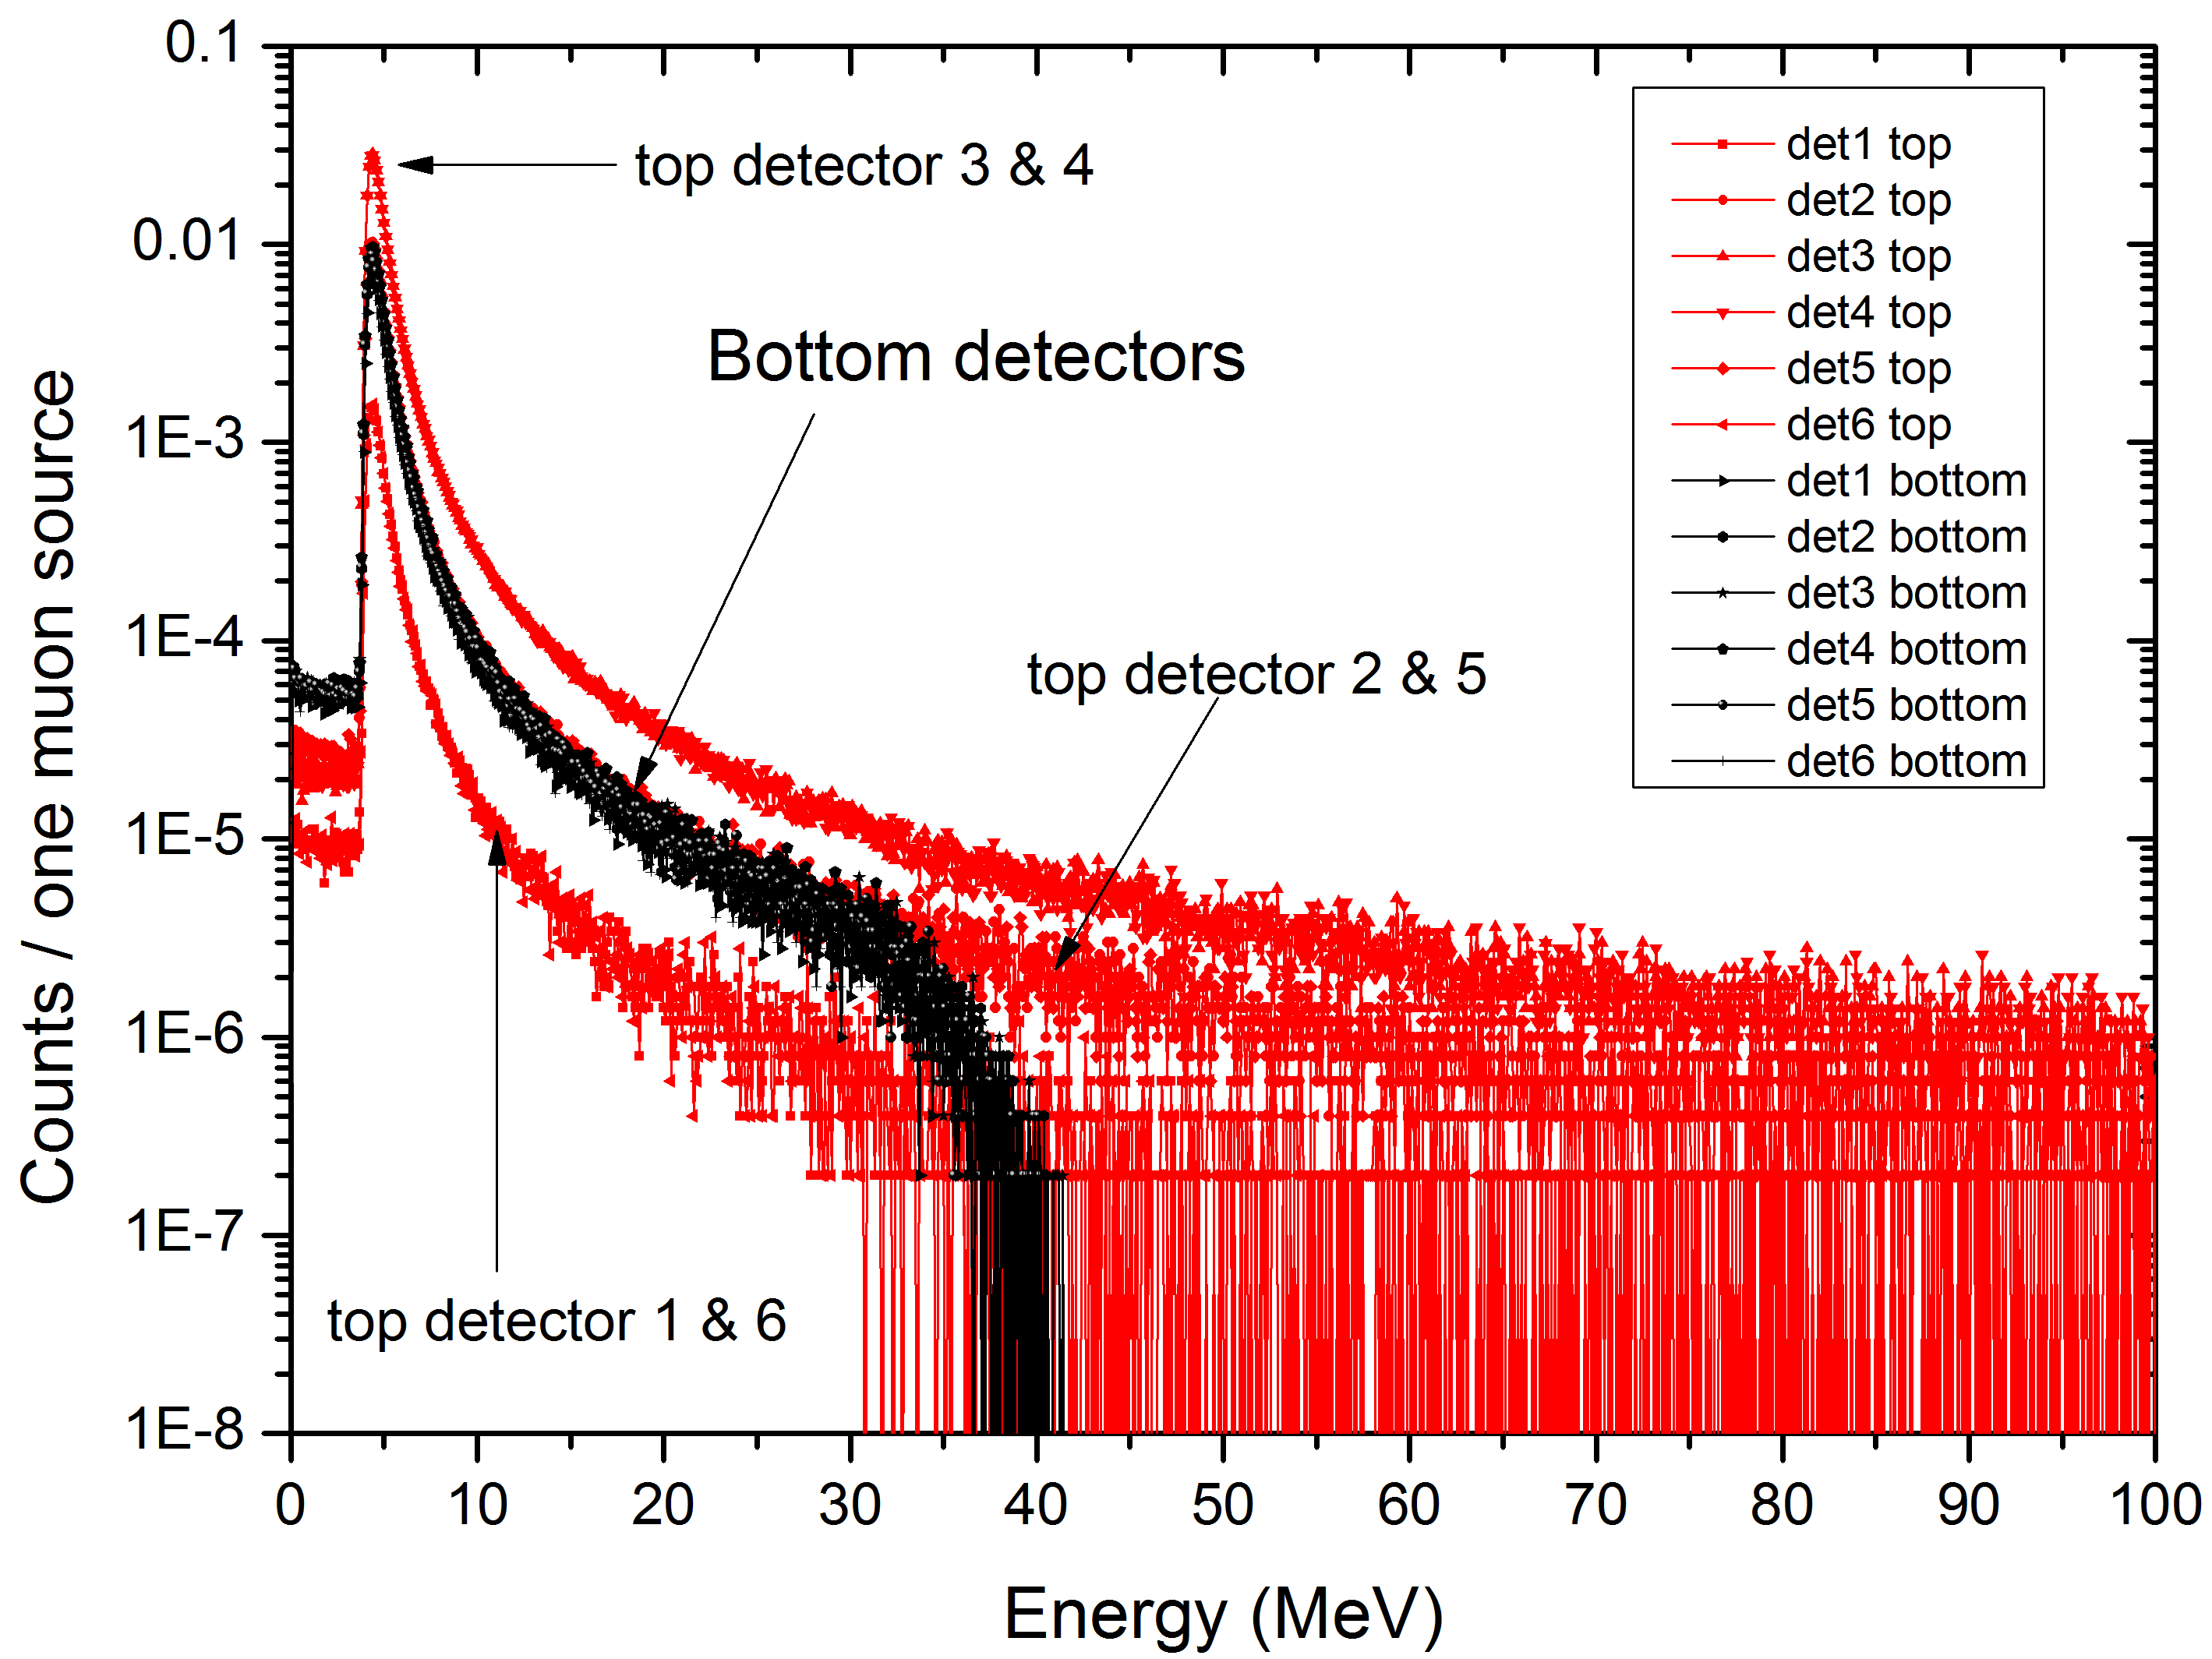 0.1
0.01
1E-3
1E-4
1E-5
1E-6
1E-7
1E-8
Counts / one muon source
top detector 3 & 4
Bottom detectors
top detector 2 & 5
top detector 1 & 6
det1 top
det2 top
det3 top
det4 top
det5 top
det6 top
det1 bottom
det2 bottom
det3 bottom
det4 bottom
det5 bottom
det6 bottom
0 10 20 30 40 50 60 70 80 90 100
Energy (MeV)